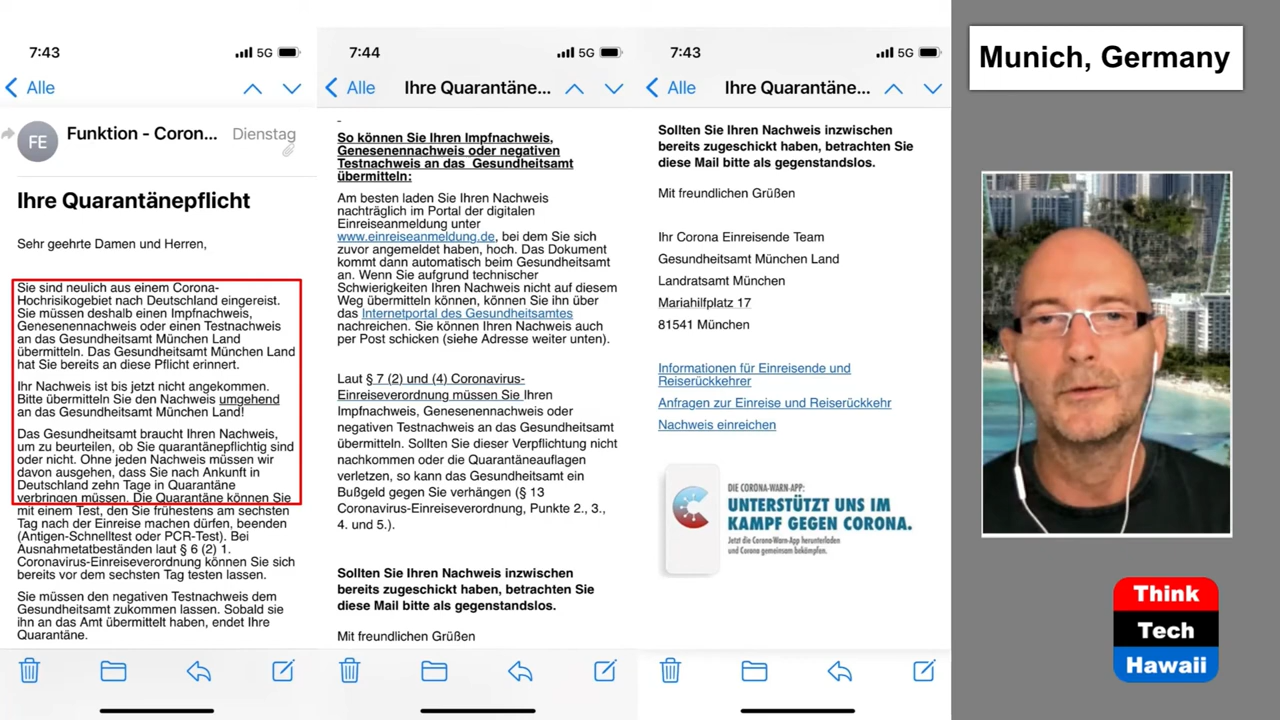 7:43
5G
Alle
FE
Funktion - Coron...
Dienstag
Ihre Quarantänepflicht
Sehr geehrte Damen und Herren,
Sie sind neulich aus einem Corona-
Hochrisikogebiet nach Deutschland eingereist.
Sie müssen deshalb einen Impfnachweis,
Genesenennachweis oder einen Testnachweis
an das Gesundheitsamt München Land
übermitteln. Das Gesundheitsamt München Land
hat Sie bereits an diese Pflicht erinnert.
Ihr Nachweis ist bis jetzt nicht angekommen.
Bitte übermitteln Sie den Nachweis umgehend
an das Gesundheitsamt München Land!
Das Gesundheitsamt braucht Ihren Nachweis,
um zu beurteilen, ob Sie quarantänepflichtig sind
oder nicht. Ohne jeden Nachweis müssen wir
davon ausgehen, dass Sie nach Ankunft in
Deutschland zehn Tage in Quarantäne
verbringen müssen. Die Quarantäne können Sie
mit einem Test, den Sie frühestens am sechsten
Tag nach der Einreise machen dürfen, beenden
(Antigen-Schnelltest oder PCR-Test). Bei
Ausnahmetatbeständen laut § 6 (2) 1.
Coronavirus-Einreiseverordnung können Sie sich
bereits vor dem sechsten Tag testen lassen.
Sie müssen den negativen Testnachweis dem
Gesundheitsamt zukommen lassen. Sobald sie
ihn an das Amt übermittelt haben, endet Ihre
Quarantäne.
7:44
5G
Alle
Ihre Quarantäne...
So können Sie Ihren Impfnachweis,
Genesenennachweis oder negativen
Testnachweis an das Gesundheitsamt
übermitteln:
Am besten laden Sie Ihren Nachweis
nachträglich im Portal der digitalen
Einreiseanmeldung unter
www.einreiseanmeldung.de, bei dem Sie sich
zuvor angemeldet haben, hoch. Das Dokument
kommt dann automatisch beim Gesundheitsamt
an. Wenn Sie aufgrund technischer
Schwierigkeiten Ihren Nachweis nicht auf diesem
Weg übermitteln können, können Sie ihn über
das Internetportal des Gesundheitsamtes
nachreichen. Sie können Ihren Nachweis auch
per Post schicken (siehe Adresse weiter unten).
Laut § 7 (2) und (4) Coronavirus-
Einreiseverordnung müssen Sie Ihren
Impfnachweis, Genesenennachweis oder
negativen Testnachweis an das Gesundheitsamt
übermitteln. Sollten Sie dieser Verpflichtung nicht
nachkommen oder die Quarantäneauflagen
verletzen, so kann das Gesundheitsamt ein
Bußgeld gegen Sie verhängen (§ 13
Coronavirus-Einreiseverordnung, Punkte 2., 3.,
4. und 5.).
Sollten Sie Ihren Nachweis inzwischen
bereits zugeschickt haben, betrachten Sie
diese Mail bitte als gegenstandslos.
Mit freundlichen Grüßen
7:43
5G
Alle
Ihre Quarantäne...
Sollten Sie Ihren Nachweis inzwischen
bereits zugeschickt haben, betrachten Sie
diese Mail bitte als gegenstandslos.
Mit freundlichen Grüßen
Ihr Corona Einreisende Team
Gesundheitsamt München Land
Landratsamt München
Mariahilfplatz 17
81541 München
Informationen für Einreisende und
Reiserückkehrer
Anfragen zur Einreise und Reiserückkehr
Nachweis einreichen
DIE CORONA-WARN-APP:
UNTERSTÜTZT UNS IM
KAMPF GEGEN CORONA.
Jetzt die Corona-Warn-App herunterladen
und Corona gemeinsam bekämpfen.
Munich, Germany
Think
Tech
Hawaii